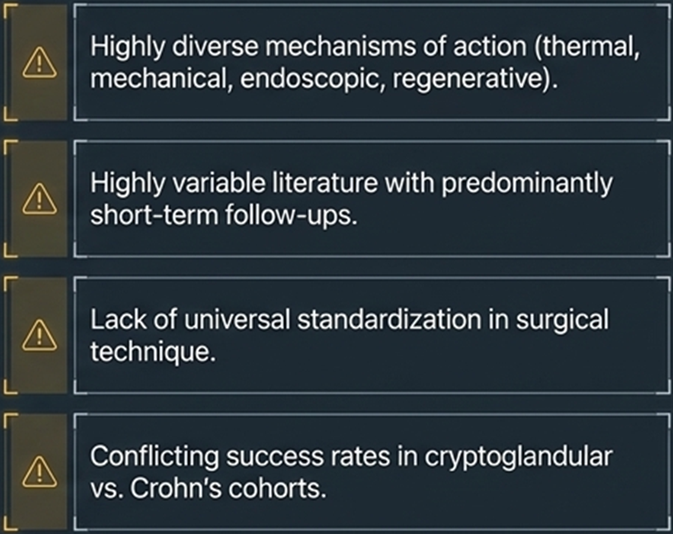 Highly diverse mechanisms of action (thermal,
mechanical, endoscopic, regenerative).
Highly variable literature with predominantly
short-term follow-ups.
Lack of universal standardization in surgical
technique.
Conflicting success rates in cryptoglandular
vs. Crohn's cohorts.